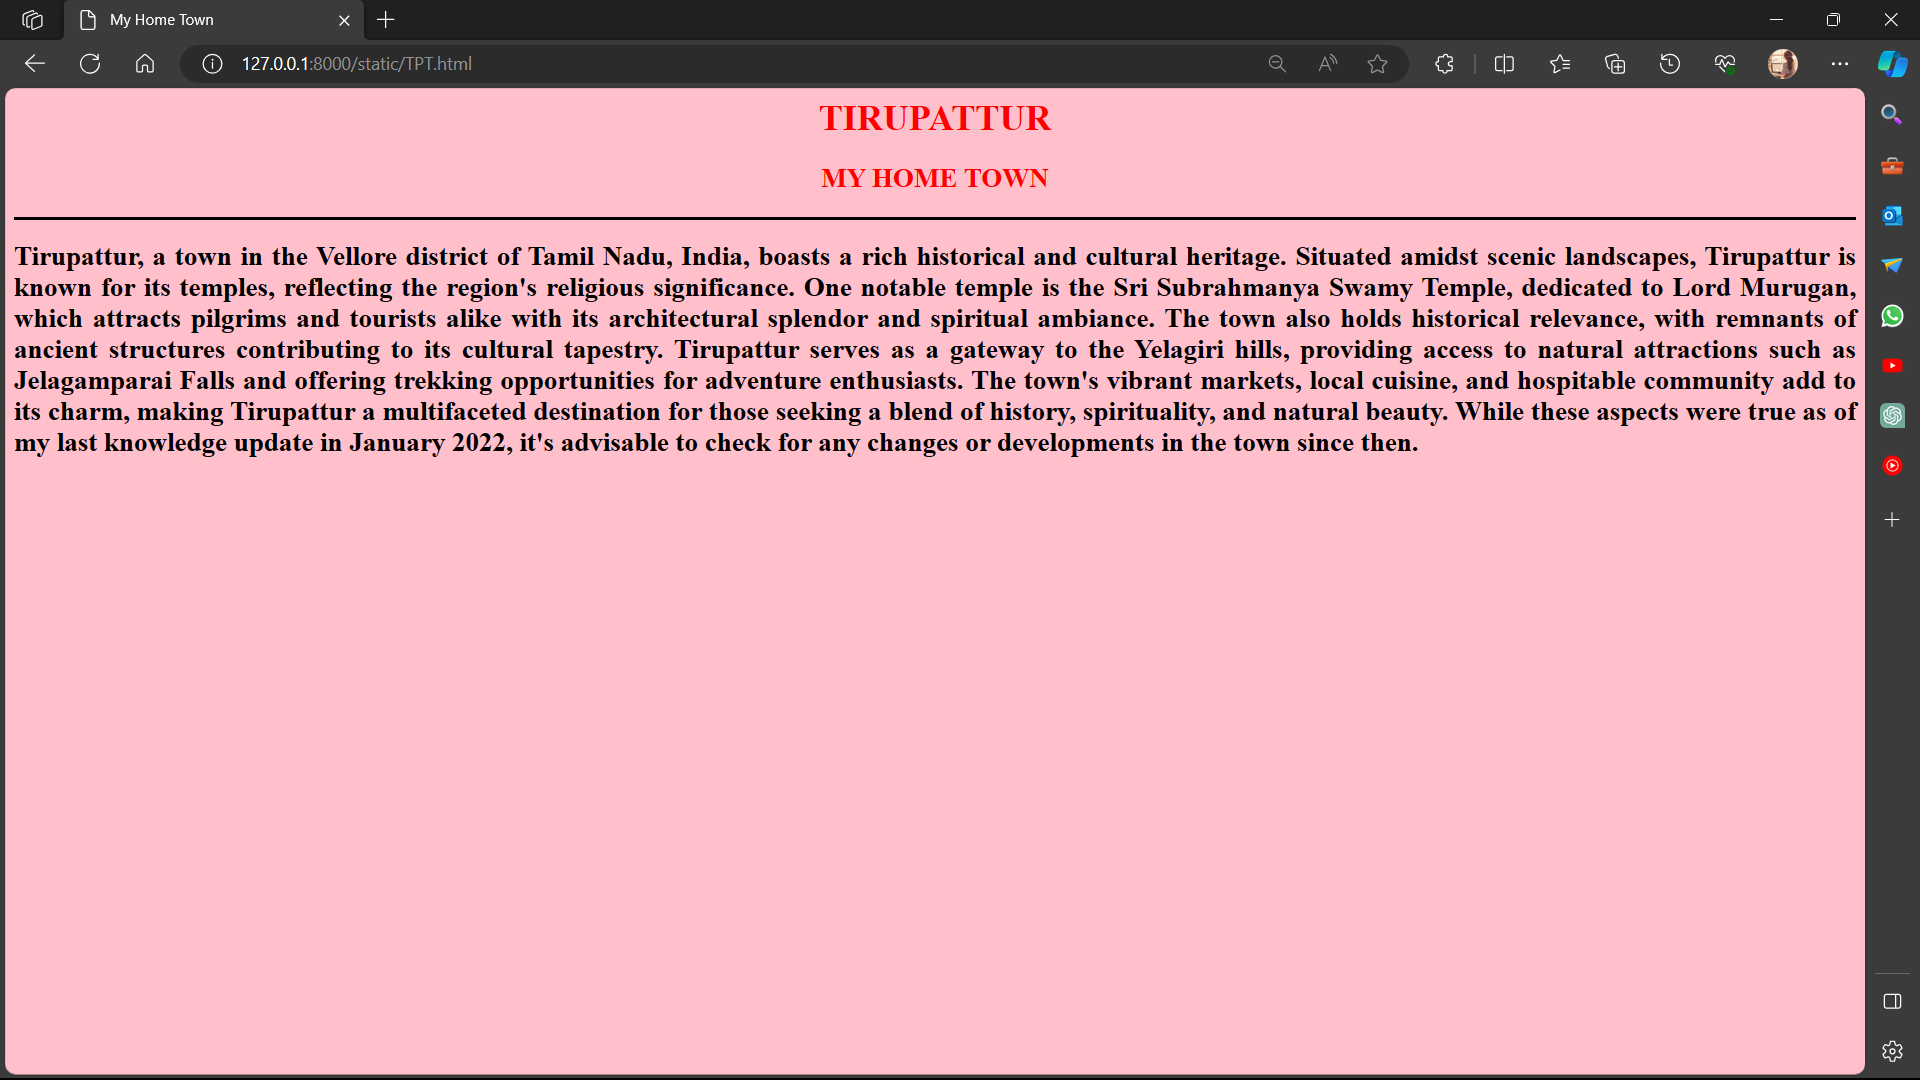 My Home Town
127.0.0.1:8000/static/TPT.html
TIRUPATTUR
MY HOME TOWN
Tirupattur, a town in the Vellore district of Tamil Nadu, India, boasts a rich historical and cultural heritage. Situated amidst scenic landscapes, Tirupattur is
known for its temples, reflecting the region's religious significance. One notable temple is the Sri Subrahmanya Swamy Temple, dedicated to Lord Murugan,
which attracts pilgrims and tourists alike with its architectural splendor and spiritual ambiance. The town also holds historical relevance, with remnants of
ancient structures contributing to its cultural tapestry. Tirupattur serves as a gateway to the Yelagiri hills, providing access to natural attractions such as
Jelagamparai Falls and offering trekking opportunities for adventure enthusiasts. The town's vibrant markets, local cuisine, and hospitable community add to
its charm, making Tirupattur a multifaceted destination for those seeking a blend of history, spirituality, and natural beauty. While these aspects were true as of
my last knowledge update in January 2022, it's advisable to check for any changes or developments in the town since then.